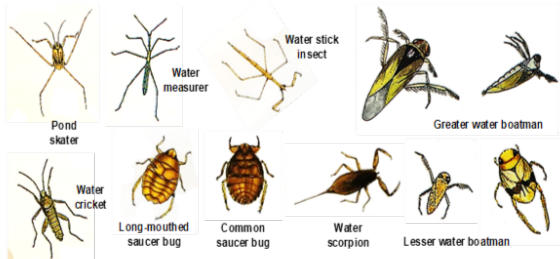 Pond
skater
Water
measurer
Water stick
insect
Greater water boatman
Water
cricket
Long-mouthed
saucer bug
Common
saucer bug
Water
scorpion
Lesser water boatman